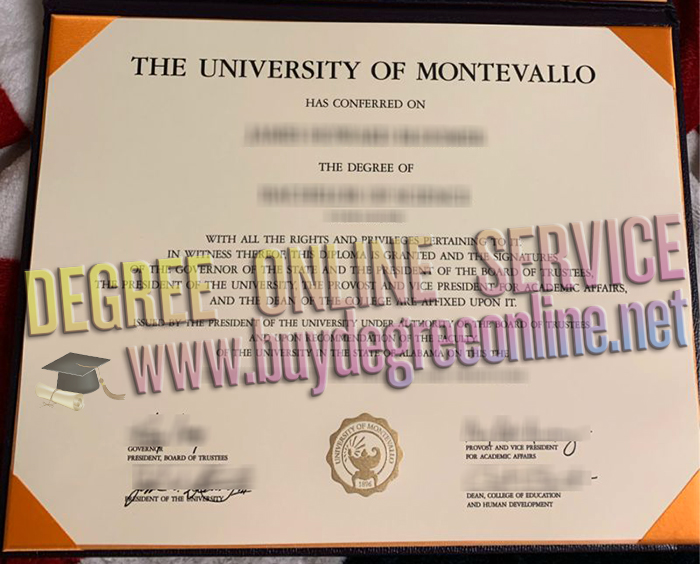 THE UNIVERSITY OF MONTEVALLO
HAS CONFERRED ON
THE DEGREE OF
WITH ALL THE RIGHTS AND PRIVILEGES PERTAINING TO IT.
IN WITNESS THEREOF THIS DIPLOMA IS GRANTED AND THE SIGNATURES
OF THE GOVERNOR OF THE STATE AND THE PRESIDENT OF THE BOARD OF TRUSTEES,
THE PRESIDENT OF THE UNIVERSITY, THE PROVOST AND VICE PRESIDENT FOR ACADEMIC AFFAIRS,
AND THE DEAN OF THE COLLEGE ARE AFFIXED UPON IT.
DEGREE ONLINE SERVICE
ISSUED BY THE PRESIDENT OF THE UNIVERSITY UNDER AUTHORITY OF THE BOARD OF TRUSTEES
AND UPON RECOMMENDATION OF THE FACULTY
OF THE UNIVERSITY IN THE STATE OF ALABAMA ON THIS THE
www.buydegreeonline.net
GOVERNOR
PRESIDENT, BOARD OF TRUSTEES
PRESIDENT OF THE UNIVERSITY
UNIVERSITY OF MONTEVALLO
1896
PROVOST AND VICE PRESIDENT
FOR ACADEMIC AFFAIRS
DEAN, COLLEGE OF EDUCATION
AND HUMAN DEVELOPMENT